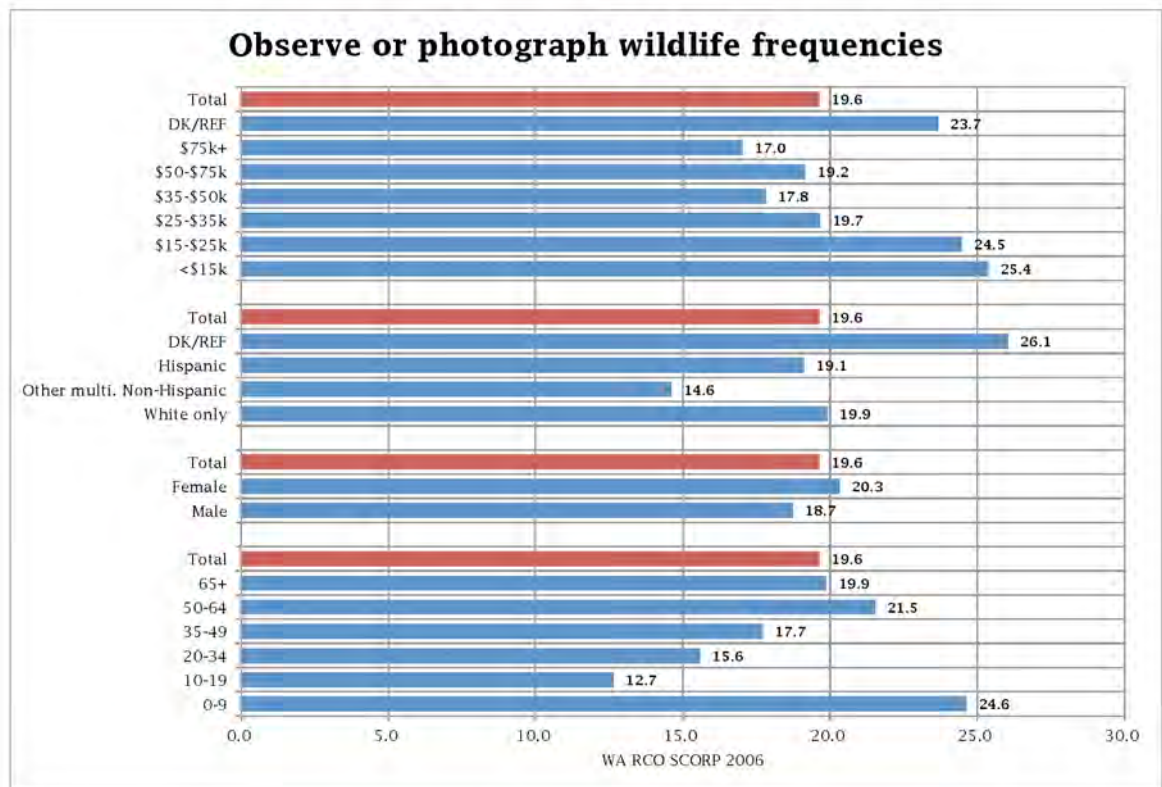 Observe or photograph wildlife frequencies
Total 19.6
DK/REF 23.7
$75k+ 17.0
$50-$75k 19.2
$35-$50k 17.8
$25-$35k 19.7
$15-$25k 24.5
<$15k 25.4
Total 19.6
DK/REF 26.1
Hispanic 19.1
Other multi. Non-Hispanic 14.6
White only 19.9
Total 19.6
Female 20.3
Male 18.7
Total 19.6
65+ 19.9
50-64 21.5
35-49 17.7
20-34 15.6
10-19 12.7
0-9 24.6
0.0 5.0 10.0 15.0 20.0 25.0 30.0
WA RCO SCORP 2006